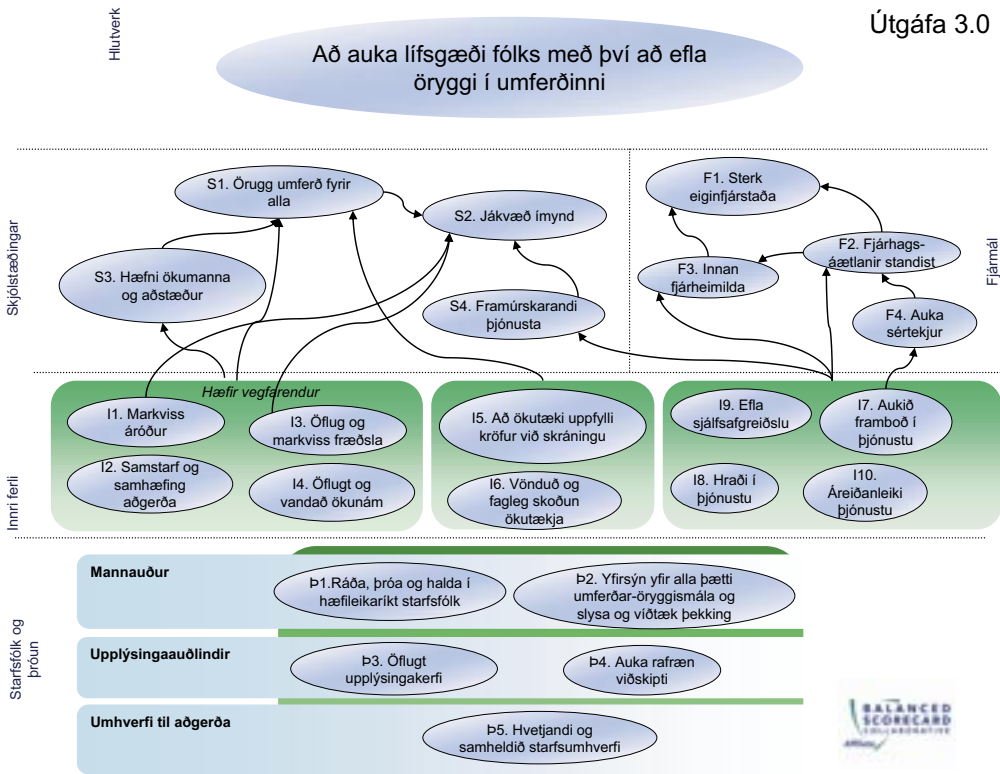 Hlutverk
Útgáfa 3.0
Að auka lífsgæði fólks með því að efla
öryggi í umferðinni
Skjólstæðingar
S1. Örugg umferð fyrir
alla
S2. Jákvæð ímynd
S3. Hæfni ökumanna
og aðstæður
S4. Framúrskarandi
þjónusta
Fjármál
F1. Sterk
eiginfjárstaða
F2. Fjárhags-
áætlanir standist
F3. Innan
fjárheimilda
F4. Auka
sértekjur
Innri ferli
Hæfir vegfarendur
I1. Markviss
áróður
I3. Öflug og
markviss fræðsla
I2. Samstarf og
samhæfing
aðgerða
I4. Öflugt og
vandað ökunám
I5. Að ökutæki uppfylli
kröfur við skráningu
I6. Vönduð og
fagleg skoðun
ökutækja
I9. Efla
sjálfsafgreiðslu
I7. Aukið
framboð í
þjónustu
I8. Hraði í
þjónustu
I10.
Áreiðanleiki
þjónustu
Starfsfólk og
þróun
Mannauður
Þ1.Ráða, þróa og halda í
hæfileikaríkt starfsfólk
Þ2. Yfirsýn yfir alla þætti
umferðar-öryggismála og
slysa og víðtæk þekking
Upplýsingaauðlindir
Þ3. Öflugt
upplýsingakerfi
Þ4. Auka rafræn
viðskipti
Umhverfi til aðgerða
Þ5. Hvetjandi og
samheldið starfsumhverfi
BALANCED
SCORECARD
COLLABORATIVE
Affiliate